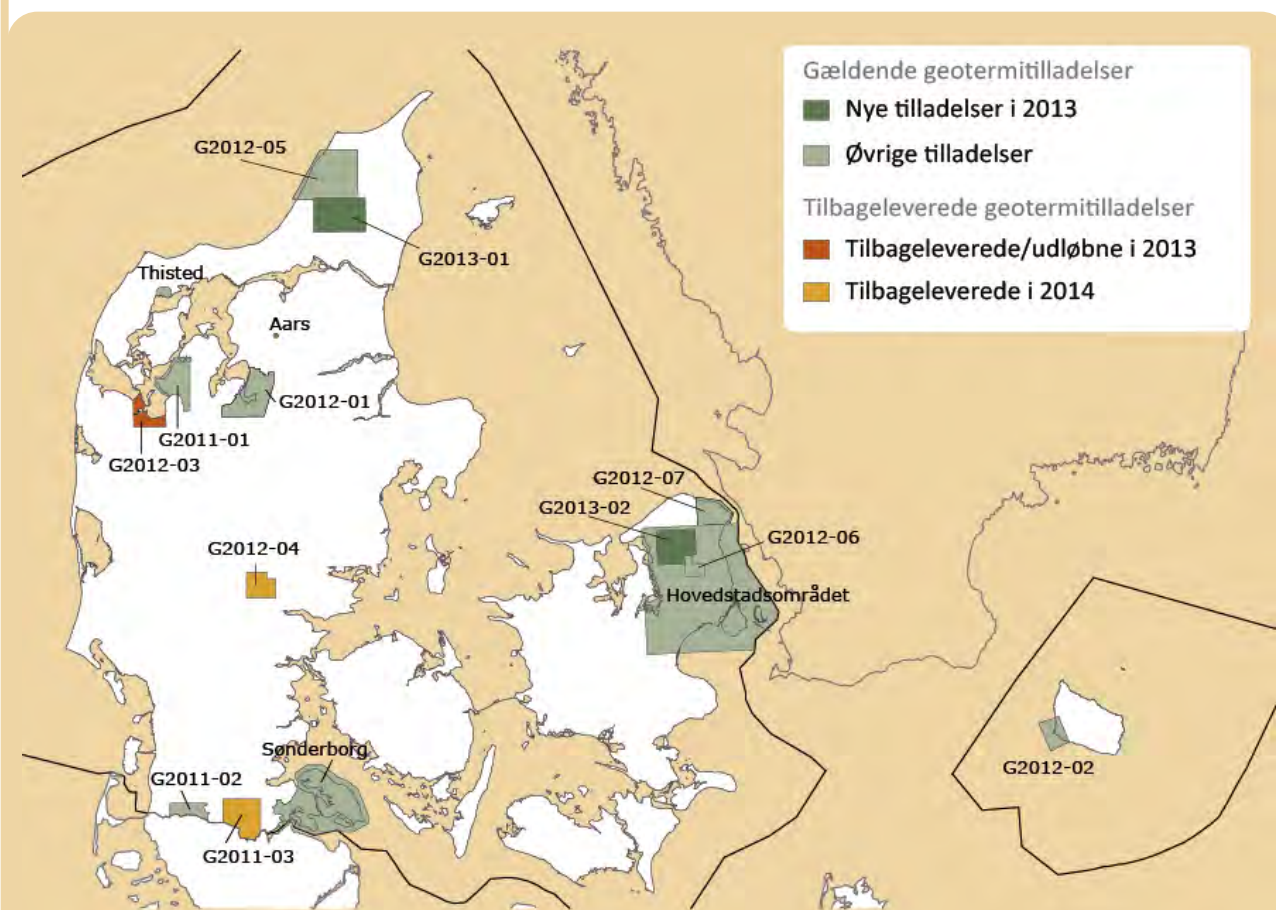 Gældende geotermitilladelser
Nye tilladelser i 2013
Øvrige tilladelser
Tilbageleverede geotermitilladelser
Tilbageleverede/udløbne i 2013
Tilbageleverede i 2014
G2012-05
G2013-01
Thisted
Aars
G2012-01
G2011-01
G2012-03
G2012-07
G2013-02
G2012-06
G2012-04
Hovedstadsområdet
Sønderborg
G2012-02
G2011-02
G2011-03